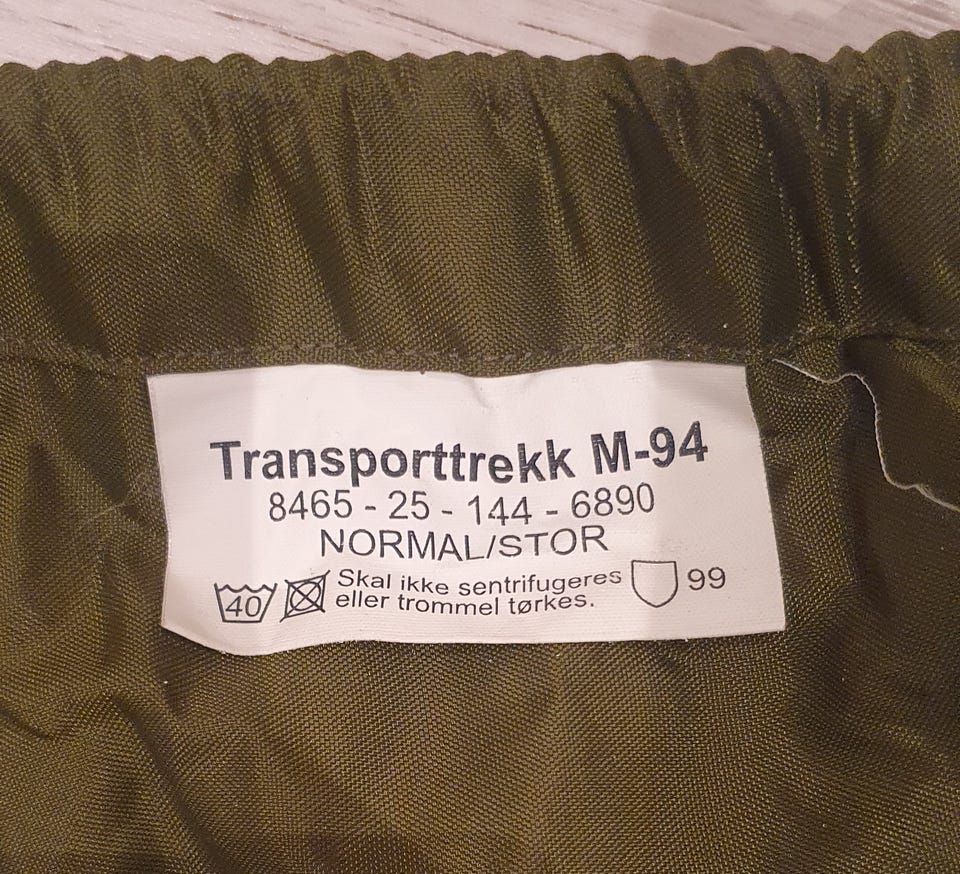 Transporttrekk M-94
8465 - 25 - 144 - 6890
NORMAL/STOR
40 Skal ikke sentrifugeres 99
eller trommel tørkes.